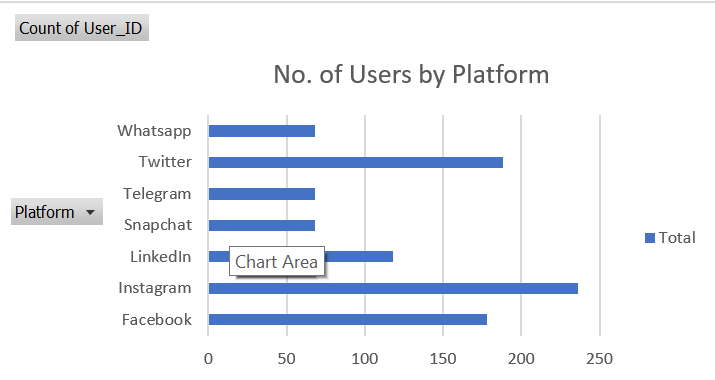 Count of User_ID
No. of Users by Platform
Whatsapp
Twitter
Telegram
Platform
Snapchat
LinkedIn
Chart Area
Instagram
Facebook
Total
0 50 100 150 200 250